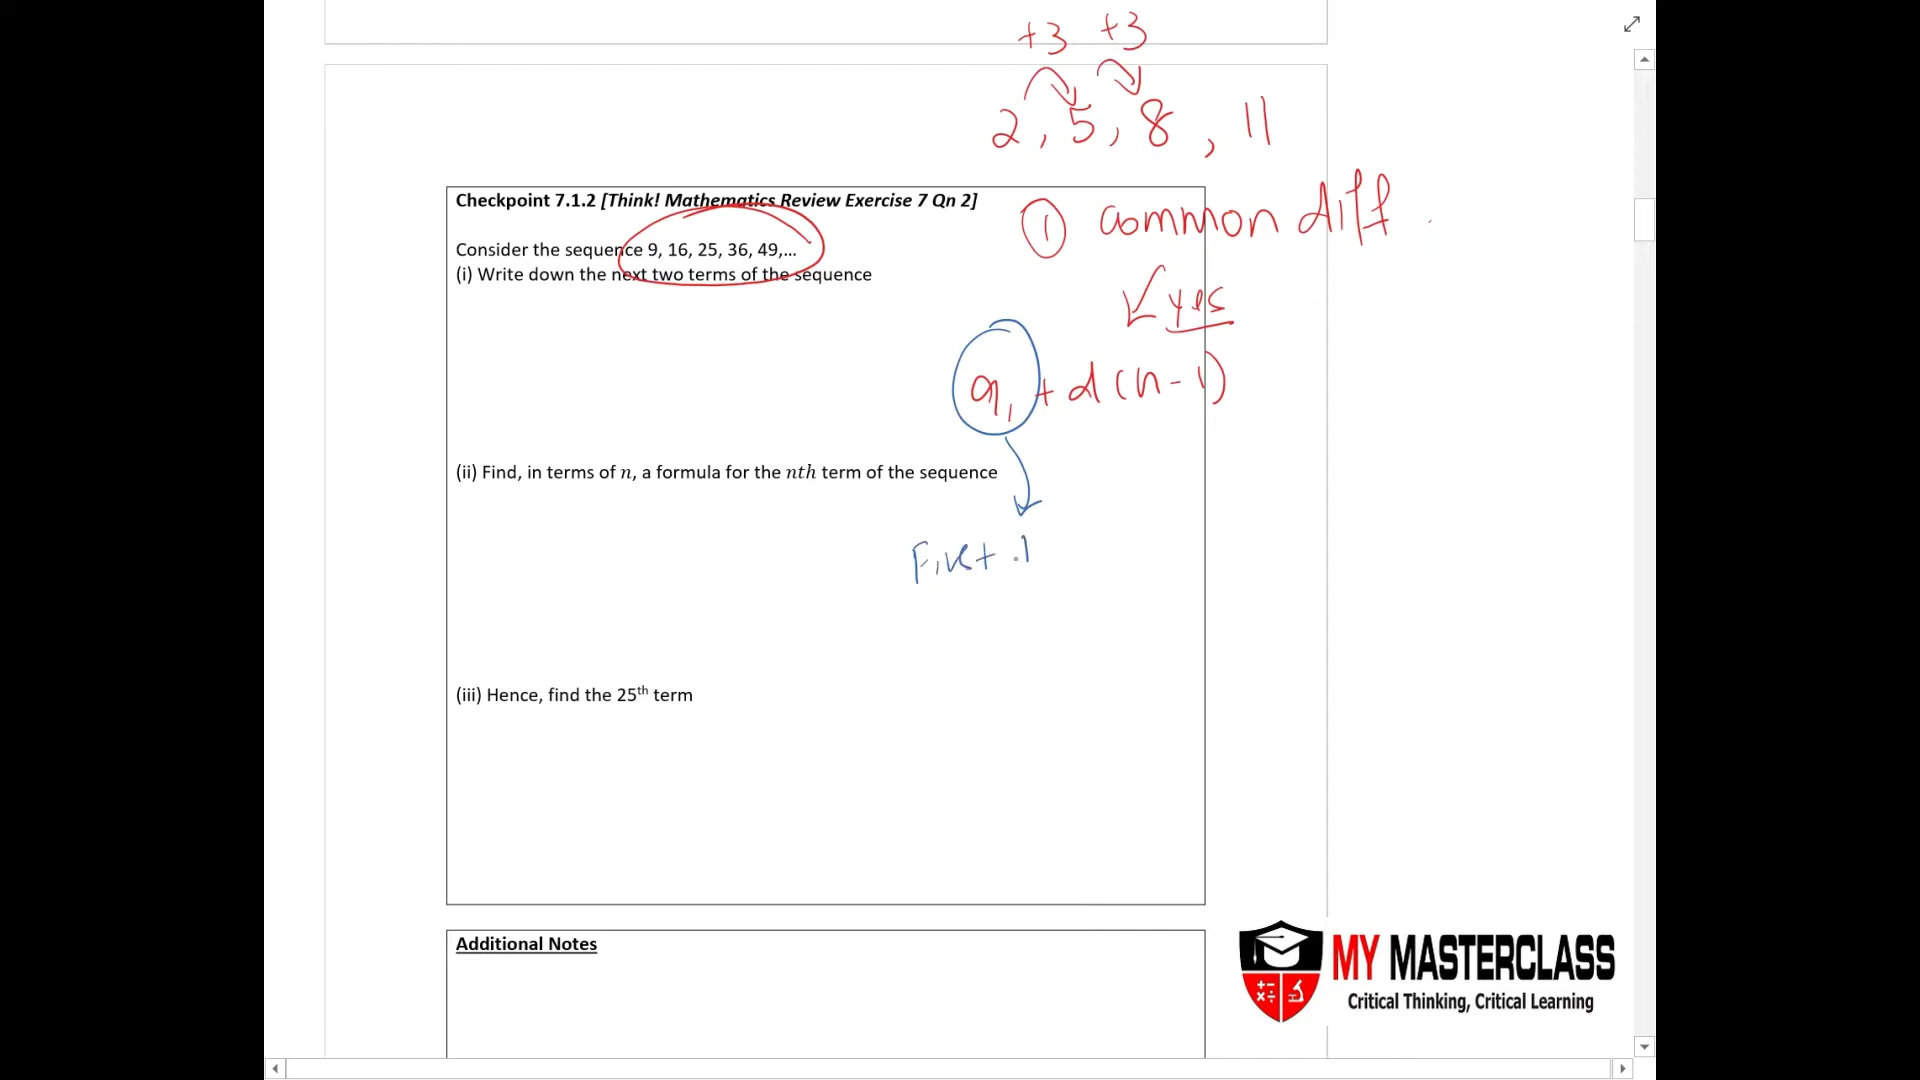 +3 +3
2, 5, 8, 11
Checkpoint 7.1.2 [Think! Mathematics Review Exercise 7 Qn 2]
① common diff
Consider the sequence 9, 16, 25, 36, 49,...
(i) Write down the next two terms of the sequence
yes
a₁ + d(n-1)
(ii) Find, in terms of n, a formula for the nth term of the sequence
First
(iii) Hence, find the 25th term
Additional Notes
MY MASTERCLASS
Critical Thinking, Critical Learning